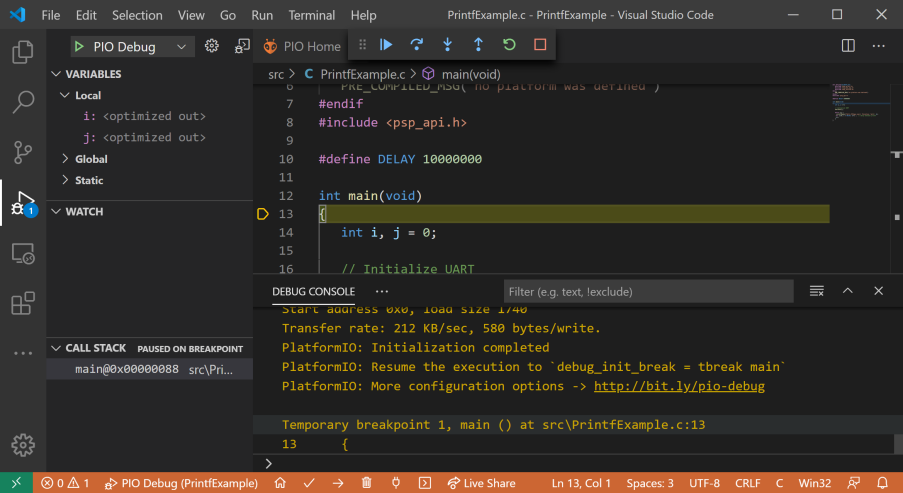 File Edit Selection View Go Run Terminal Help PrintfExample.c - PrintfExample - Visual Studio Code
PIO Debug
PIO Home
VARIABLES
Local
i: <optimized out>
j: <optimized out>
Global
Static
WATCH
CALL STACK PAUSED ON BREAKPOINT
main@0x00000088 src\Pri...
1
src > C PrintfExample.c > main(void)
6 PRE_COMPILED_MSG("no platform was defined")
7 #endif
8 #include <psp_api.h>
9
10 #define DELAY 10000000
11
12 int main(void)
13 {
14 int i, j = 0;
15
16 // Initialize UART
DEBUG CONSOLE ...
Filter (e.g. text, !exclude)
Start address 0x0, load size 1740
Transfer rate: 212 KB/sec, 580 bytes/write.
PlatformIO: Initialization completed
PlatformIO: Resume the execution to `debug_init_break = tbreak main`
PlatformIO: More configuration options -> http://bit.ly/pio-debug
Temporary breakpoint 1, main () at src\PrintfExample.c:13
13 {
>
0 1 PIO Debug (PrintfExample) Live Share Ln 13, Col 1 Spaces: 3 UTF-8 CRLF C Win32